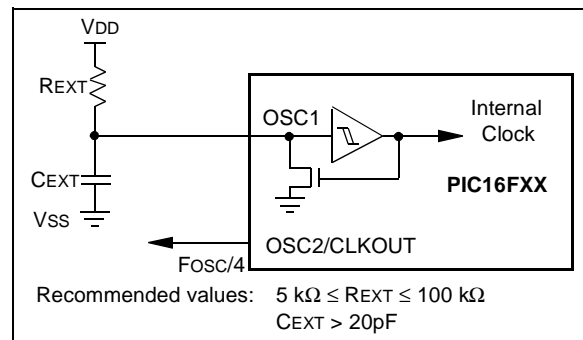 VDD
REXT
OSC1
Internal
Clock
CEXT
PIC16FXX
VSS
OSC2/CLKOUT
FOSC/4
Recommended values: 5 kΩ ≤ REXT ≤ 100 kΩ
CEXT > 20pF